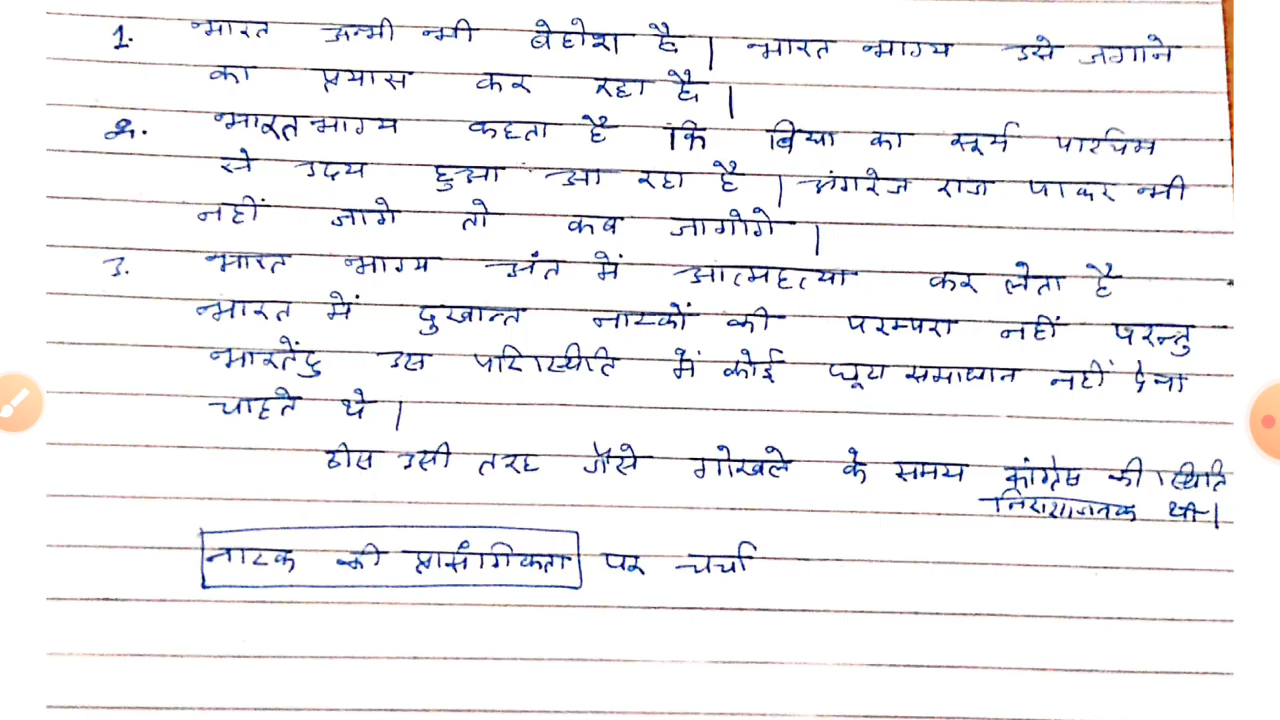 1. भारत अभी भी बेहोश है। भारत भाग्य उसे जगाने
का प्रयास कर रहा है।
2. भारत भाग्य कहता है कि विद्या का सूर्य पश्चिम
से उदय हुआ आ रहा है। अंगरेज राज पाकर भी
नहीं जागे तो कब जागोगे।
3. भारत भाग्य अंत में आत्महत्या कर लेता है
भारत में दुखान्त नाटकों की परम्परा नहीं परन्तु
भारतेंदु उस परिस्थिति में कोई समाधान नहीं देना
चाहते थे।
ठीक उसी तरह जैसे गोखले के समय कांग्रेस की स्थिति
निराशाजनक थी।
नाटक की प्रासंगिकता पर चर्चा